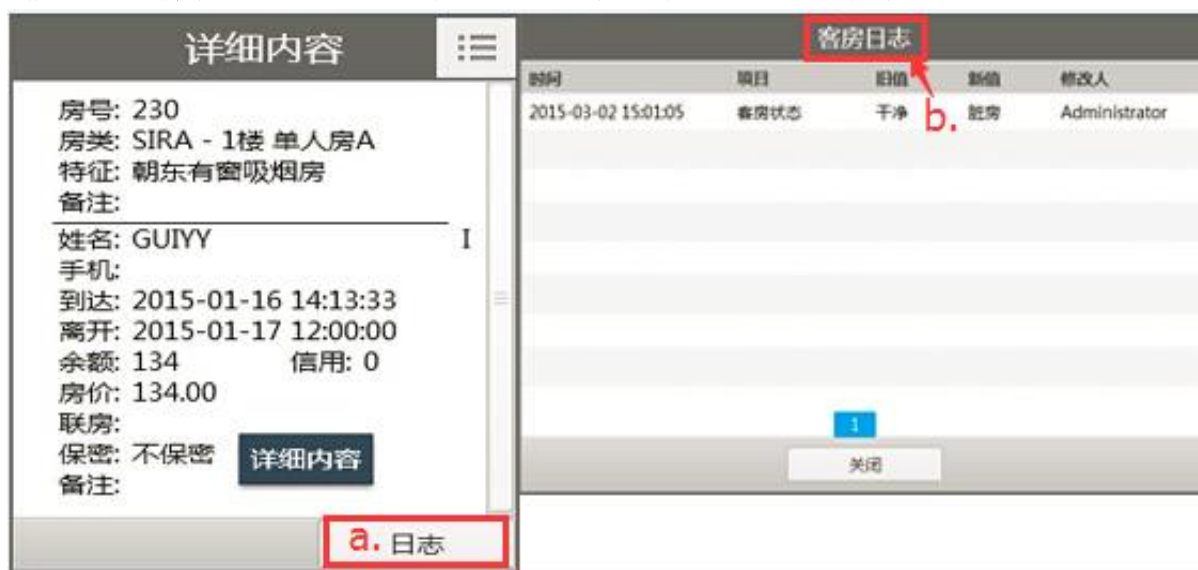 详细内容
房号: 230
房类: SIRA - 1楼 单人房A
特征: 朝东有窗吸烟房
备注:
姓名: GUIYY
手机:
到达: 2015-01-16 14:13:33
离开: 2015-01-17 12:00:00
余额: 134 信用: 0
房价: 134.00
联房:
保密: 不保密
详细内容
备注:
a. 日志
客房日志
时间 项目 旧值 新值 修改人
2015-03-02 15:01:05 客房状态 干净 脏房 Administrator
b.
1
关闭